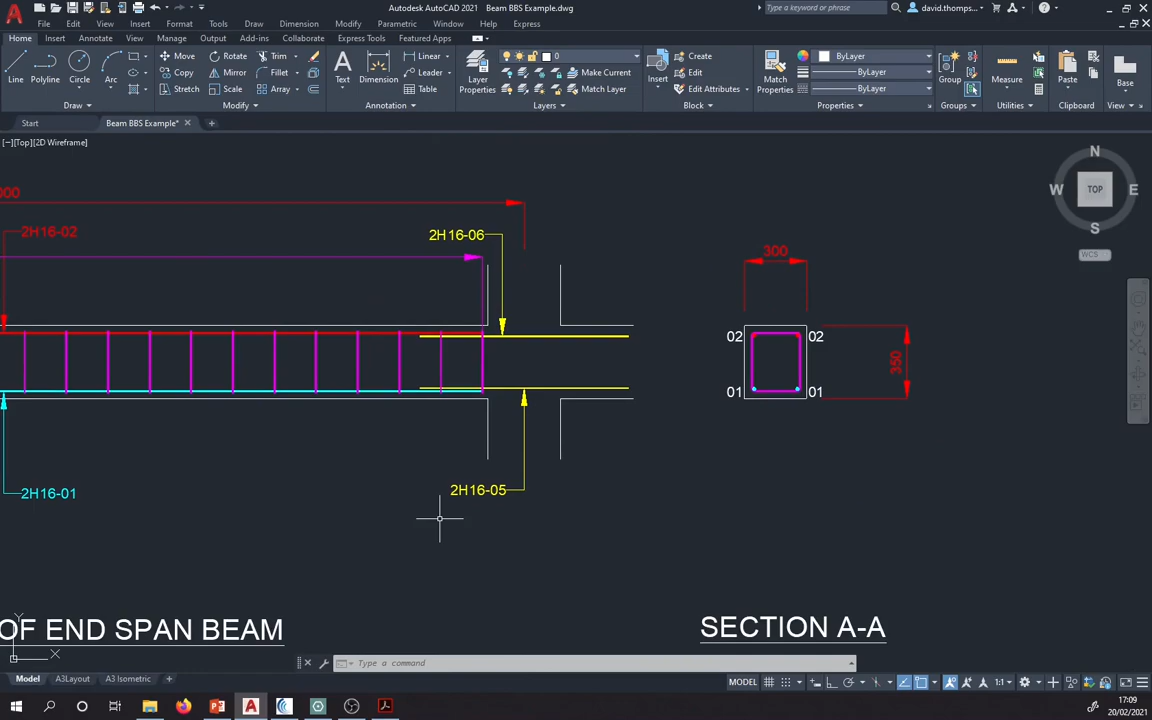 Autodesk AutoCAD 2021 Beam BBS Example.dwg
Type a keyword or phrase
david.thomps...
File Edit View Insert Format Tools Draw Dimension Modify Parametric Window Help Express
Home Insert Annotate View Manage Output Add-ins Collaborate Express Tools Featured Apps
Line
Polyline
Circle
Arc
Move
Copy
Stretch
Rotate
Mirror
Scale
Trim
Fillet
Array
Text
Dimension
Linear
Leader
Table
Layer
Properties
0
Make Current
Match Layer
Insert
Create
Edit
Edit Attributes
Match
Properties
ByLayer
ByLayer
ByLayer
Group
Measure
Paste
Base
Draw
Modify
Annotation
Layers
Block
Properties
Groups
Utilities
Clipboard
View
Start
Beam BBS Example*
[−][Top][2D Wireframe]
N
W TOP E
S
WCS
000
2H16-02
2H16-06
300
02 02
350
01 01
2H16-01
2H16-05
OF END SPAN BEAM
SECTION A-A
X
Type a command
Model A3Layout A3 Isometric
MODEL
1:1
17:09
20/02/2021